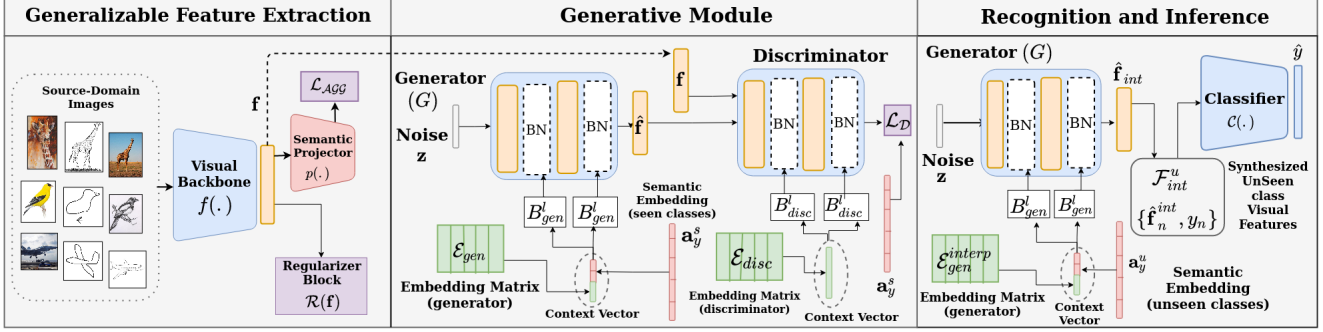 Generalizable Feature Extraction
Source-Domain
Images
Visual
Backbone
f(.)
f
L_AGG
Semantic
Projector
p(.)
Regularizer
Block
R(f)
Generative Module
Generator
(G)
Noise
z
BN
BN
f̂
f
Discriminator
BN
BN
L_D
B^l_gen
B^l_gen
Semantic
Embedding
(seen classes)
a^s_y
B^l_disc
B^l_disc
a^s_y
ℰ_gen
Embedding Matrix
(generator)
Context Vector
ℰ_disc
Embedding Matrix
(discriminator)
Context Vector
Recognition and Inference
Generator (G)
Noise
z
BN
BN
f̂_int
Classifier
C(.)
ŷ
F^u_int
{f̂^int_n, y_n}
Synthesized
UnSeen
class
Visual
Features
B^l_gen
B^l_gen
a^u_y
ℰ^interp_gen
Embedding Matrix
(generator)
Context
Vector
Semantic
Embedding
(unseen classes)